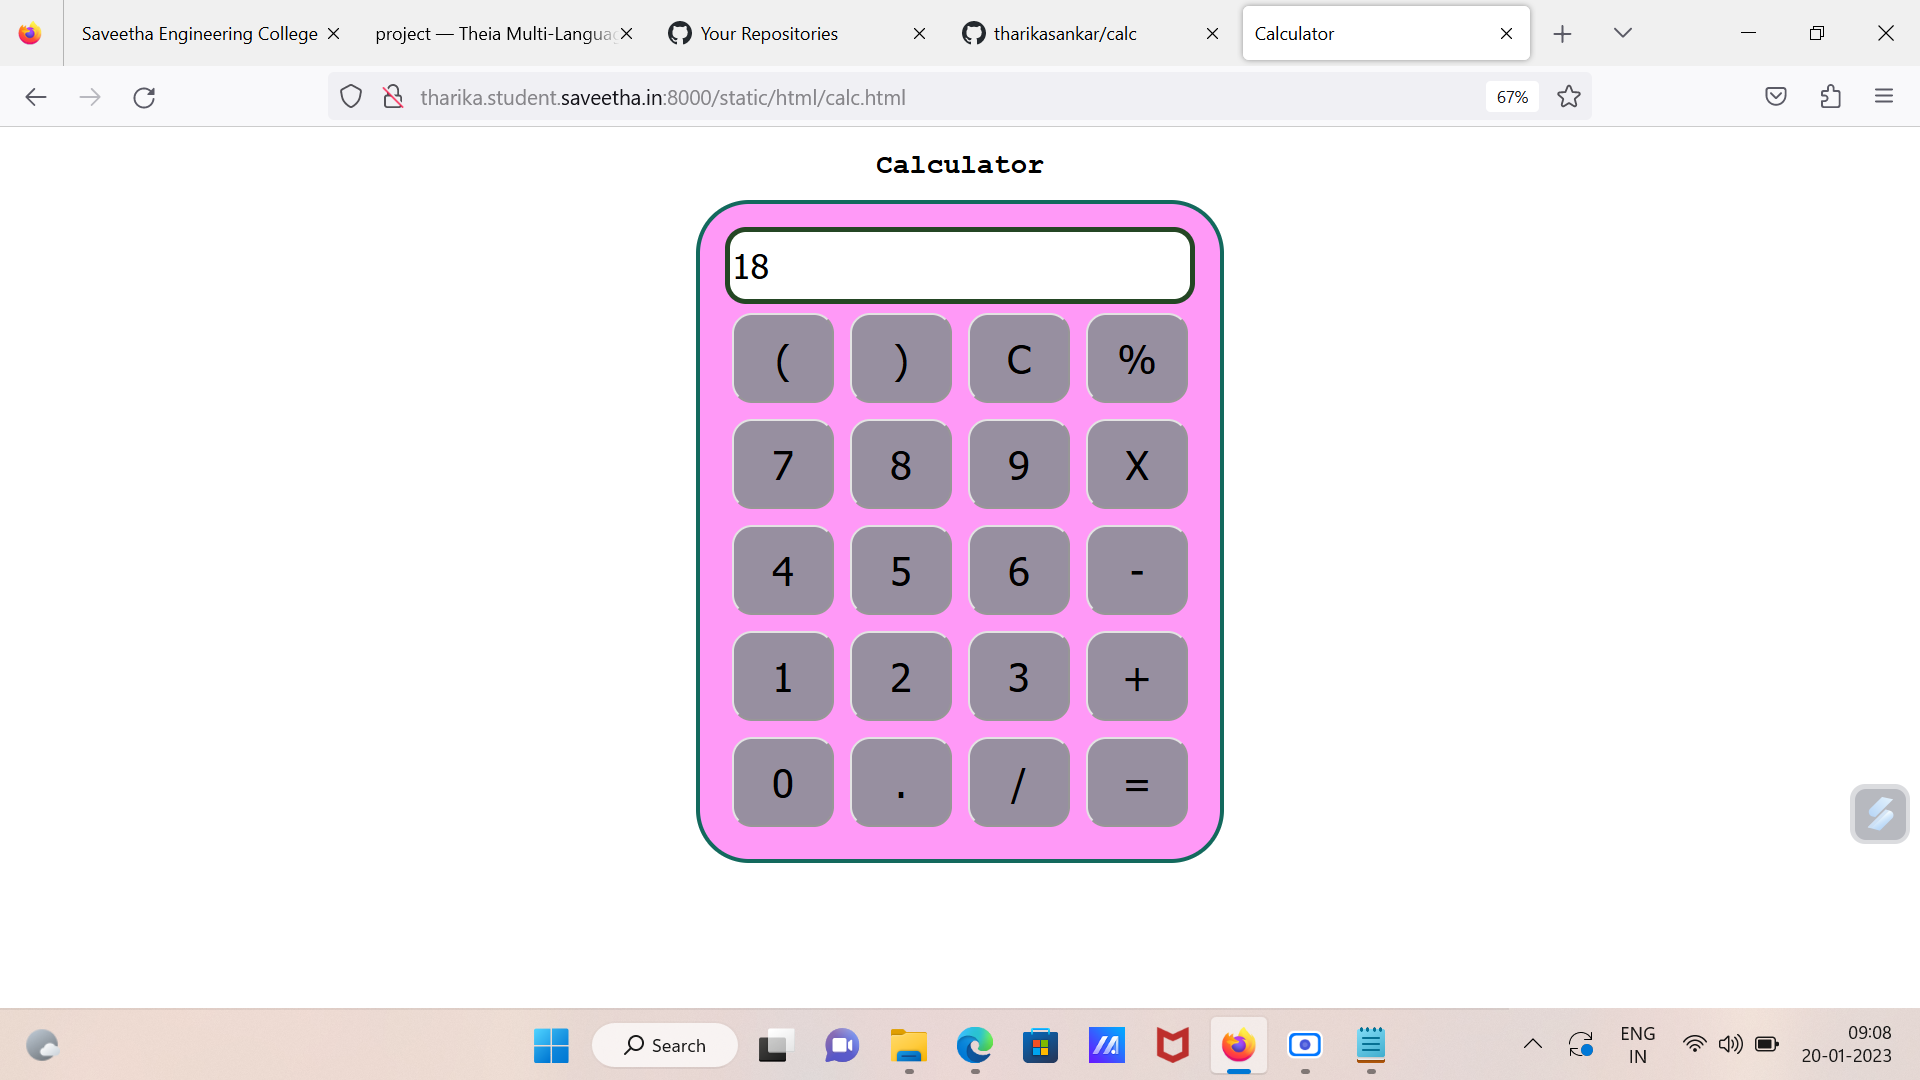 Saveetha Engineering College
project — Theia Multi-Langua
Your Repositories
tharikasankar/calc
Calculator
tharika.student.saveetha.in:8000/static/html/calc.html
67%
Calculator
18
( ) C %
7 8 9 X
4 5 6 -
1 2 3 +
0 . / =
Search
ENG
IN
09:08
20-01-2023